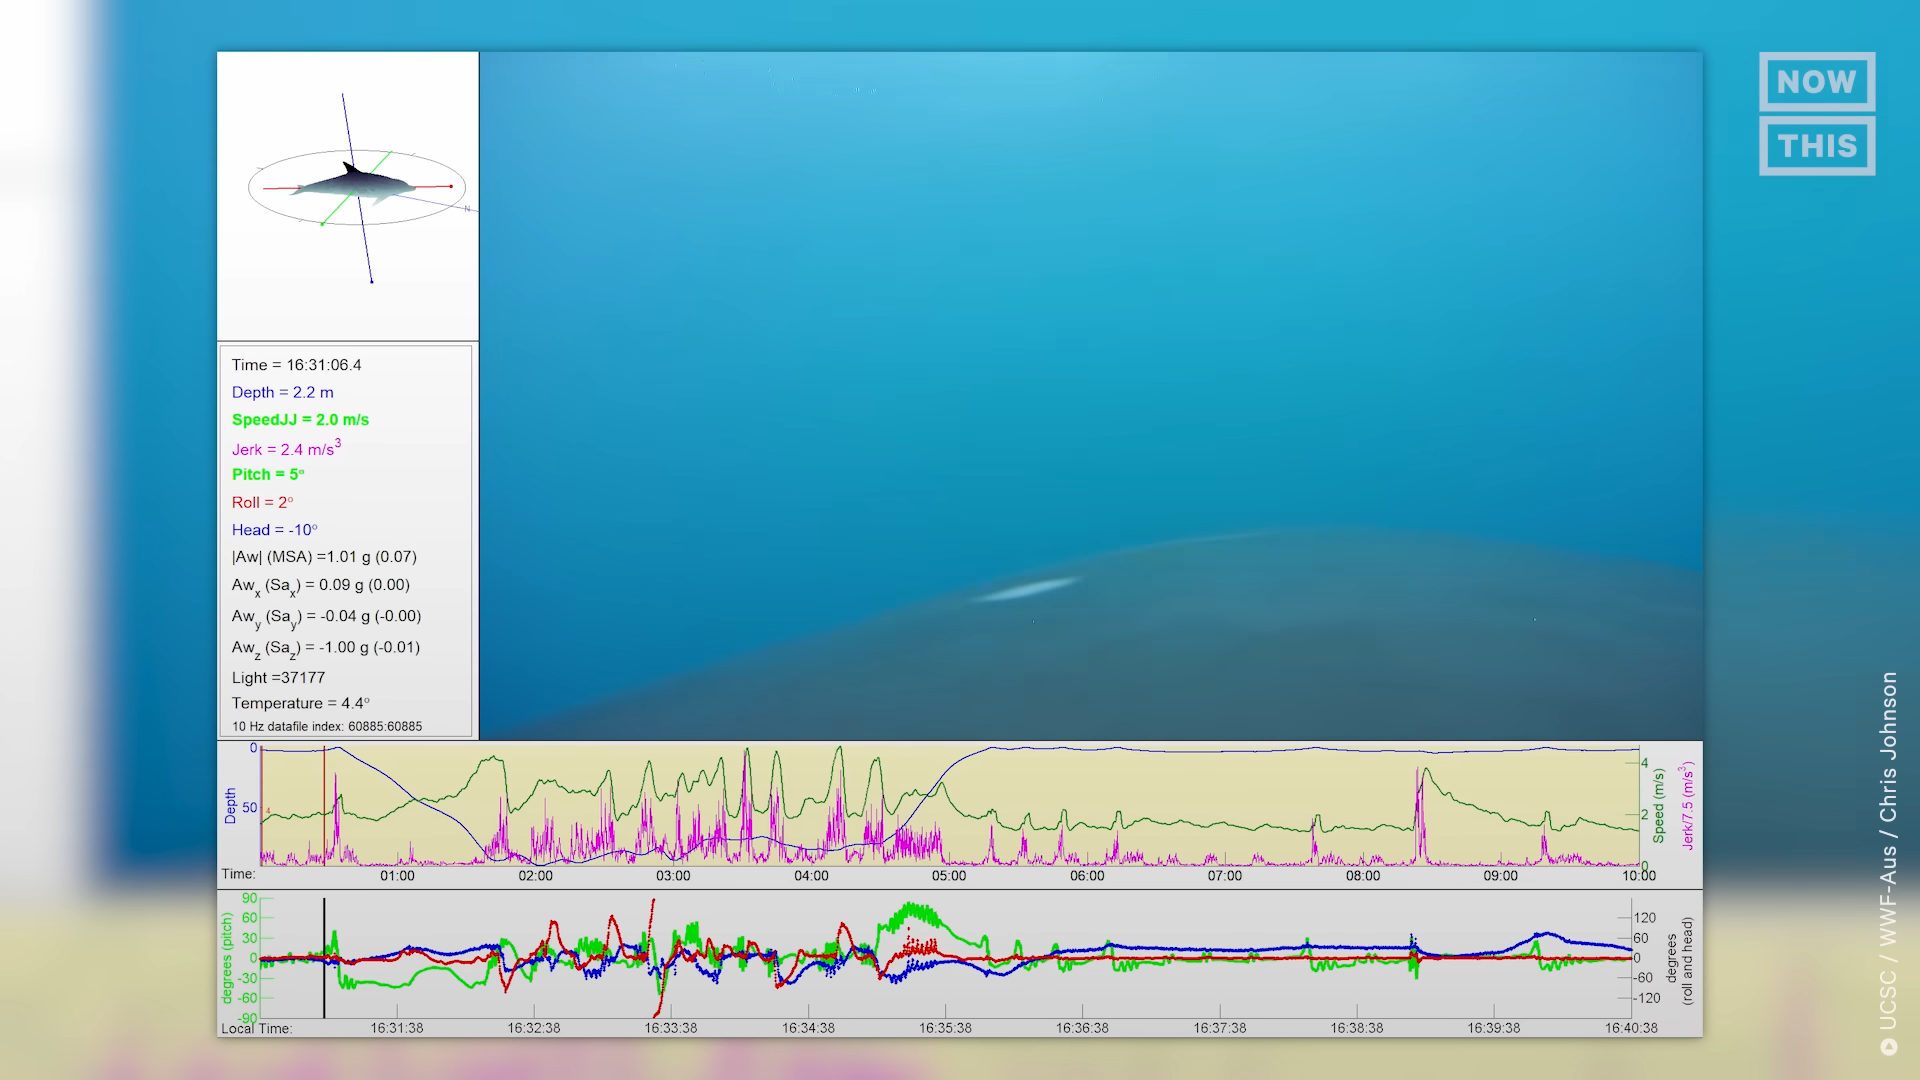 NOW
THIS
N
Time = 16:31:06.4
Depth = 2.2 m
SpeedJJ = 2.0 m/s
Jerk = 2.4 m/s3
Pitch = 5°
Roll = 2°
Head = -10°
|Aw| (MSA) =1.01 g (0.07)
Awx (Sax) = 0.09 g (0.00)
Awy (Say) = -0.04 g (-0.00)
Awz (Saz) = -1.00 g (-0.01)
Light =37177
Temperature = 4.4°
10 Hz datafile index: 60885:60885
Depth
0
50
4
4
2
0
Speed (m/s)
Jerk/7.5 (m/s3)
Time:
01:00 02:00 03:00 04:00 05:00 06:00 07:00 08:00 09:00 10:00
degrees (pitch)
90
60
30
0
-30
-60
-90
120
60
0
-60
-120
degrees
(roll and head)
Local Time:
16:31:38 16:32:38 16:33:38 16:34:38 16:35:38 16:36:38 16:37:38 16:38:38 16:39:38 16:40:38
UCSC / WWF-Aus / Chris Johnson